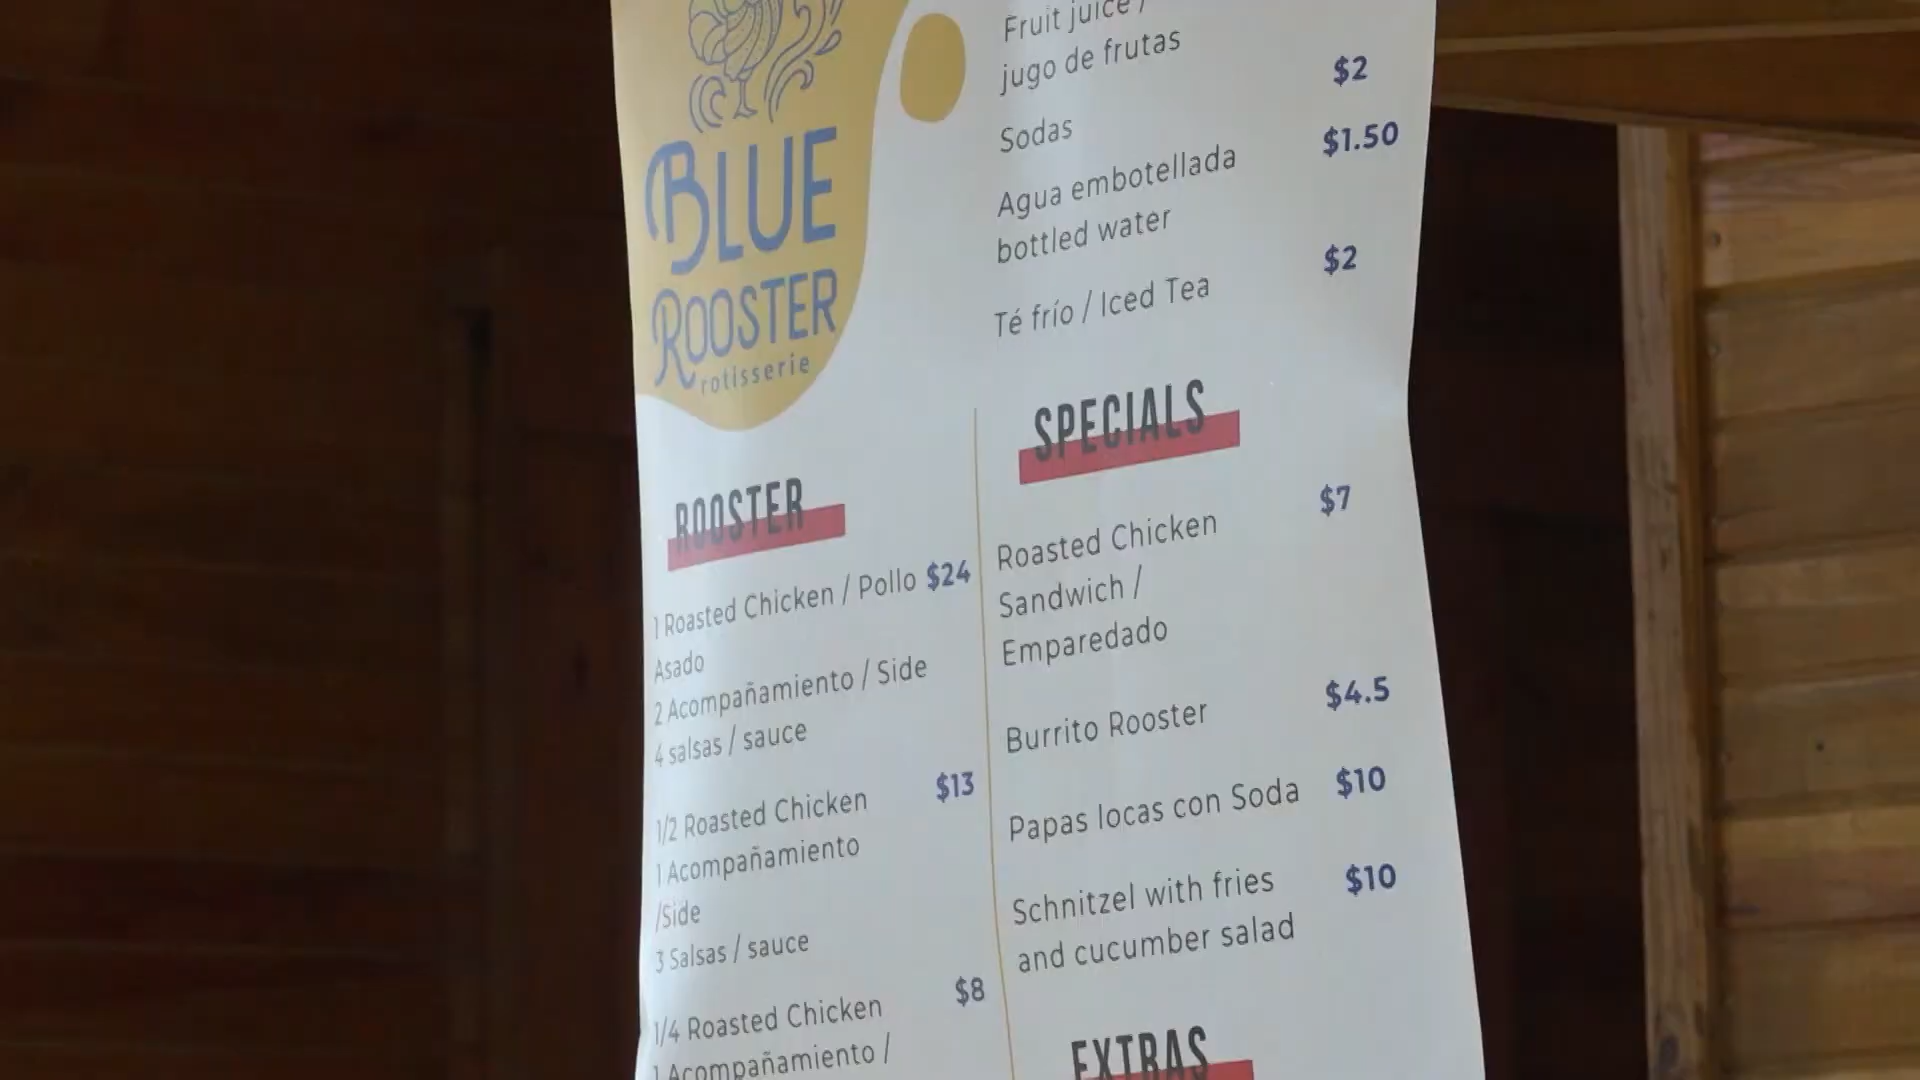 BLUE
ROOSTER
rotisserie
ROOSTER
1 Roasted Chicken / Pollo $24
Asado
2 Acompañamiento / Side
4 salsas / sauce
1/2 Roasted Chicken $13
1 Acompañamiento
/Side
3 Salsas / sauce
1/4 Roasted Chicken $8
1 Acompañamiento /
Fruit juice /
jugo de frutas
$2
Sodas
$1.50
Agua embotellada
bottled water
$2
Té frío / Iced Tea
SPECIALS
$7
Roasted Chicken
Sandwich /
Emparedado
$4.5
Burrito Rooster
Papas locas con Soda $10
Schnitzel with fries $10
and cucumber salad
EXTRAS